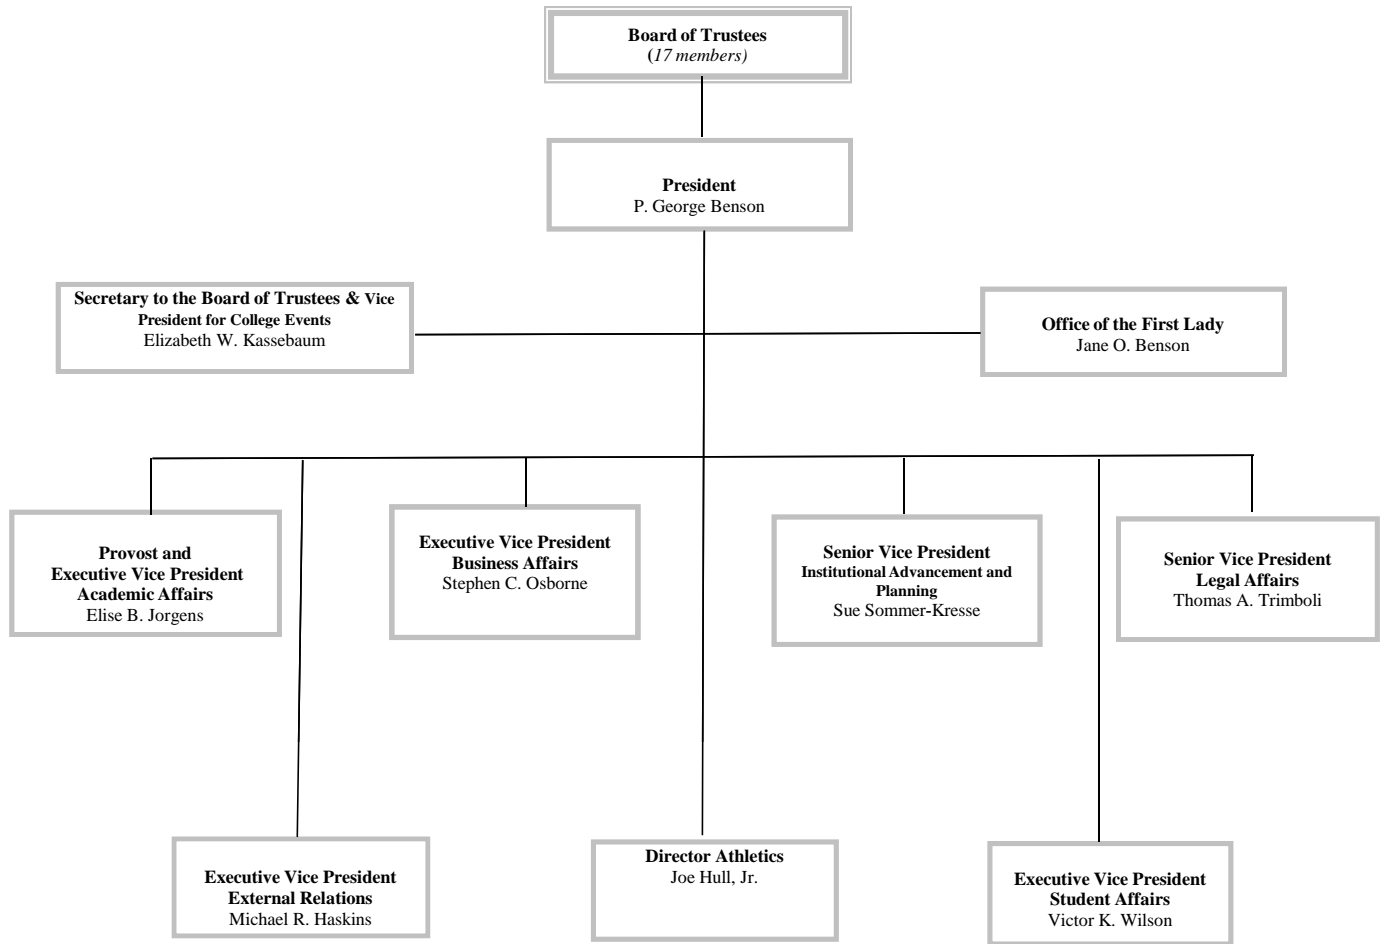 Board of Trustees
(17 members)
President
P. George Benson
Secretary to the Board of Trustees & Vice
President for College Events
Elizabeth W. Kassebaum
Office of the First Lady
Jane O. Benson
Provost and
Executive Vice President
Academic Affairs
Elise B. Jorgens
Executive Vice President
Business Affairs
Stephen C. Osborne
Senior Vice President
Institutional Advancement and
Planning
Sue Sommer-Kresse
Senior Vice President
Legal Affairs
Thomas A. Trimboli
Executive Vice President
External Relations
Michael R. Haskins
Director Athletics
Joe Hull, Jr.
Executive Vice President
Student Affairs
Victor K. Wilson